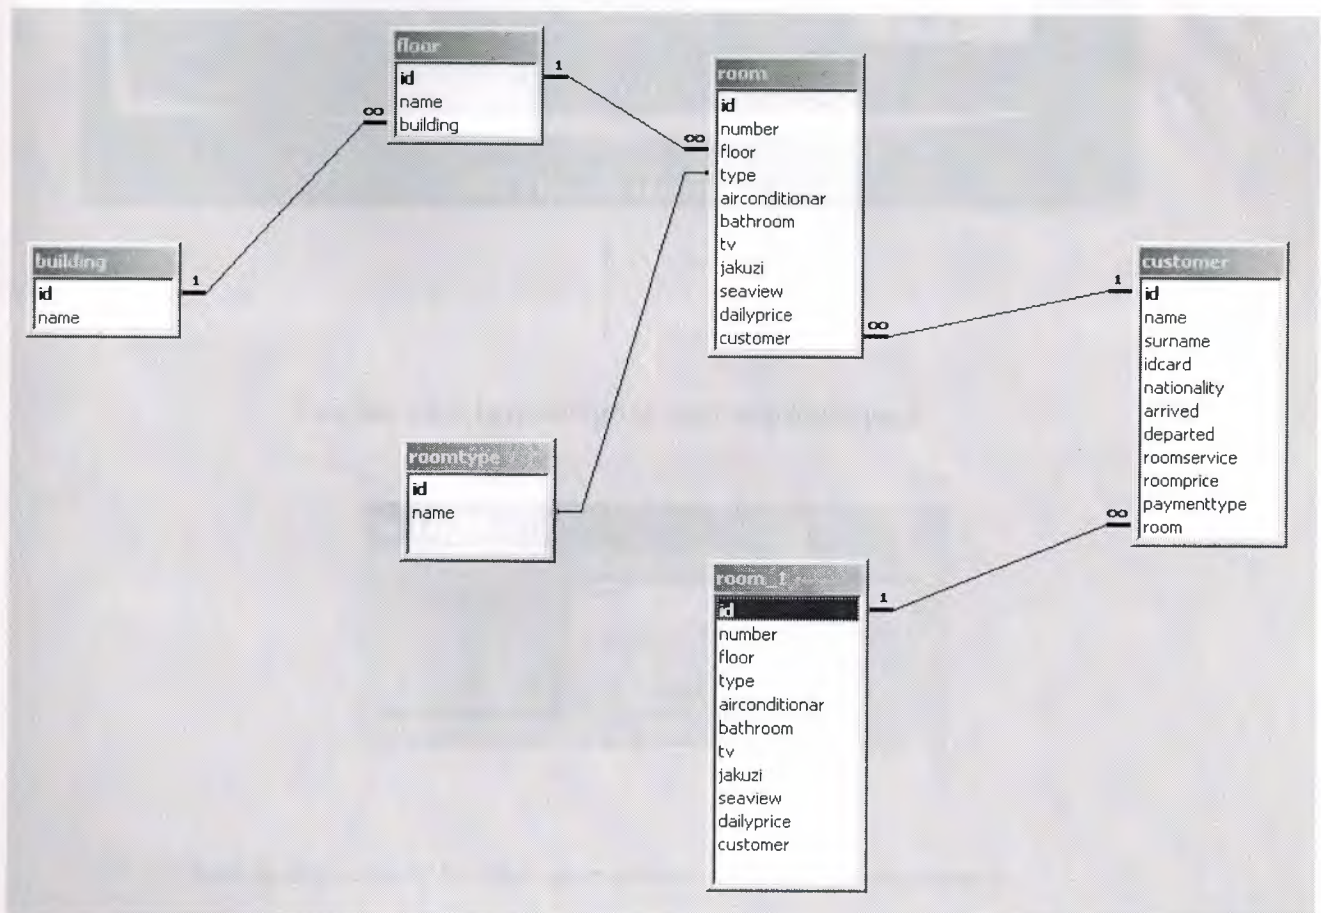 floor
id
name
building
1
∞
building
id
name
1
∞
room
id
number
floor
type
airconditionar
bathroom
tv
jakuzi
seaview
dailyprice
customer
∞
1
customer
id
name
surname
idcard
nationality
arrived
departed
roomservice
roomprice
paymenttype
room
∞
roomtype
id
name
room_1
id
number
floor
type
airconditionar
bathroom
tv
jakuzi
seaview
dailyprice
customer
1